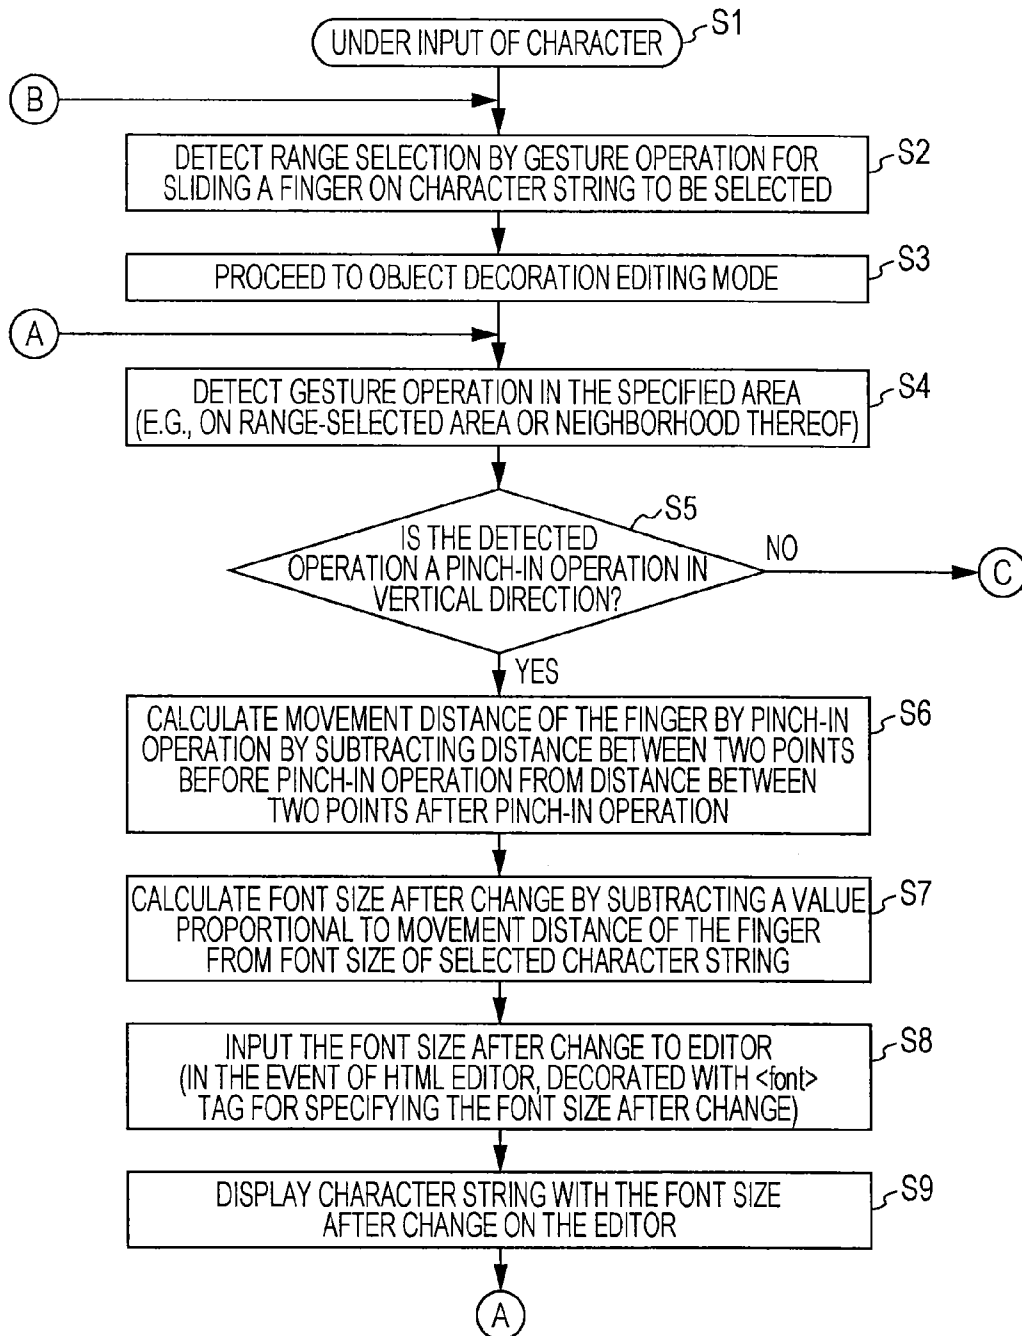 UNDER INPUT OF CHARACTER
S1
B
DETECT RANGE SELECTION BY GESTURE OPERATION FOR
SLIDING A FINGER ON CHARACTER STRING TO BE SELECTED
S2
PROCEED TO OBJECT DECORATION EDITING MODE
S3
A
DETECT GESTURE OPERATION IN THE SPECIFIED AREA
(E.G., ON RANGE-SELECTED AREA OR NEIGHBORHOOD THEREOF)
S4
IS THE DETECTED
OPERATION A PINCH-IN OPERATION IN
VERTICAL DIRECTION?
S5
NO
C
YES
CALCULATE MOVEMENT DISTANCE OF THE FINGER BY PINCH-IN
OPERATION BY SUBTRACTING DISTANCE BETWEEN TWO POINTS
BEFORE PINCH-IN OPERATION FROM DISTANCE BETWEEN
TWO POINTS AFTER PINCH-IN OPERATION
S6
CALCULATE FONT SIZE AFTER CHANGE BY SUBTRACTING A VALUE
PROPORTIONAL TO MOVEMENT DISTANCE OF THE FINGER
FROM FONT SIZE OF SELECTED CHARACTER STRING
S7
INPUT THE FONT SIZE AFTER CHANGE TO EDITOR
(IN THE EVENT OF HTML EDITOR, DECORATED WITH <font>
TAG FOR SPECIFYING THE FONT SIZE AFTER CHANGE)
S8
DISPLAY CHARACTER STRING WITH THE FONT SIZE
AFTER CHANGE ON THE EDITOR
S9
A